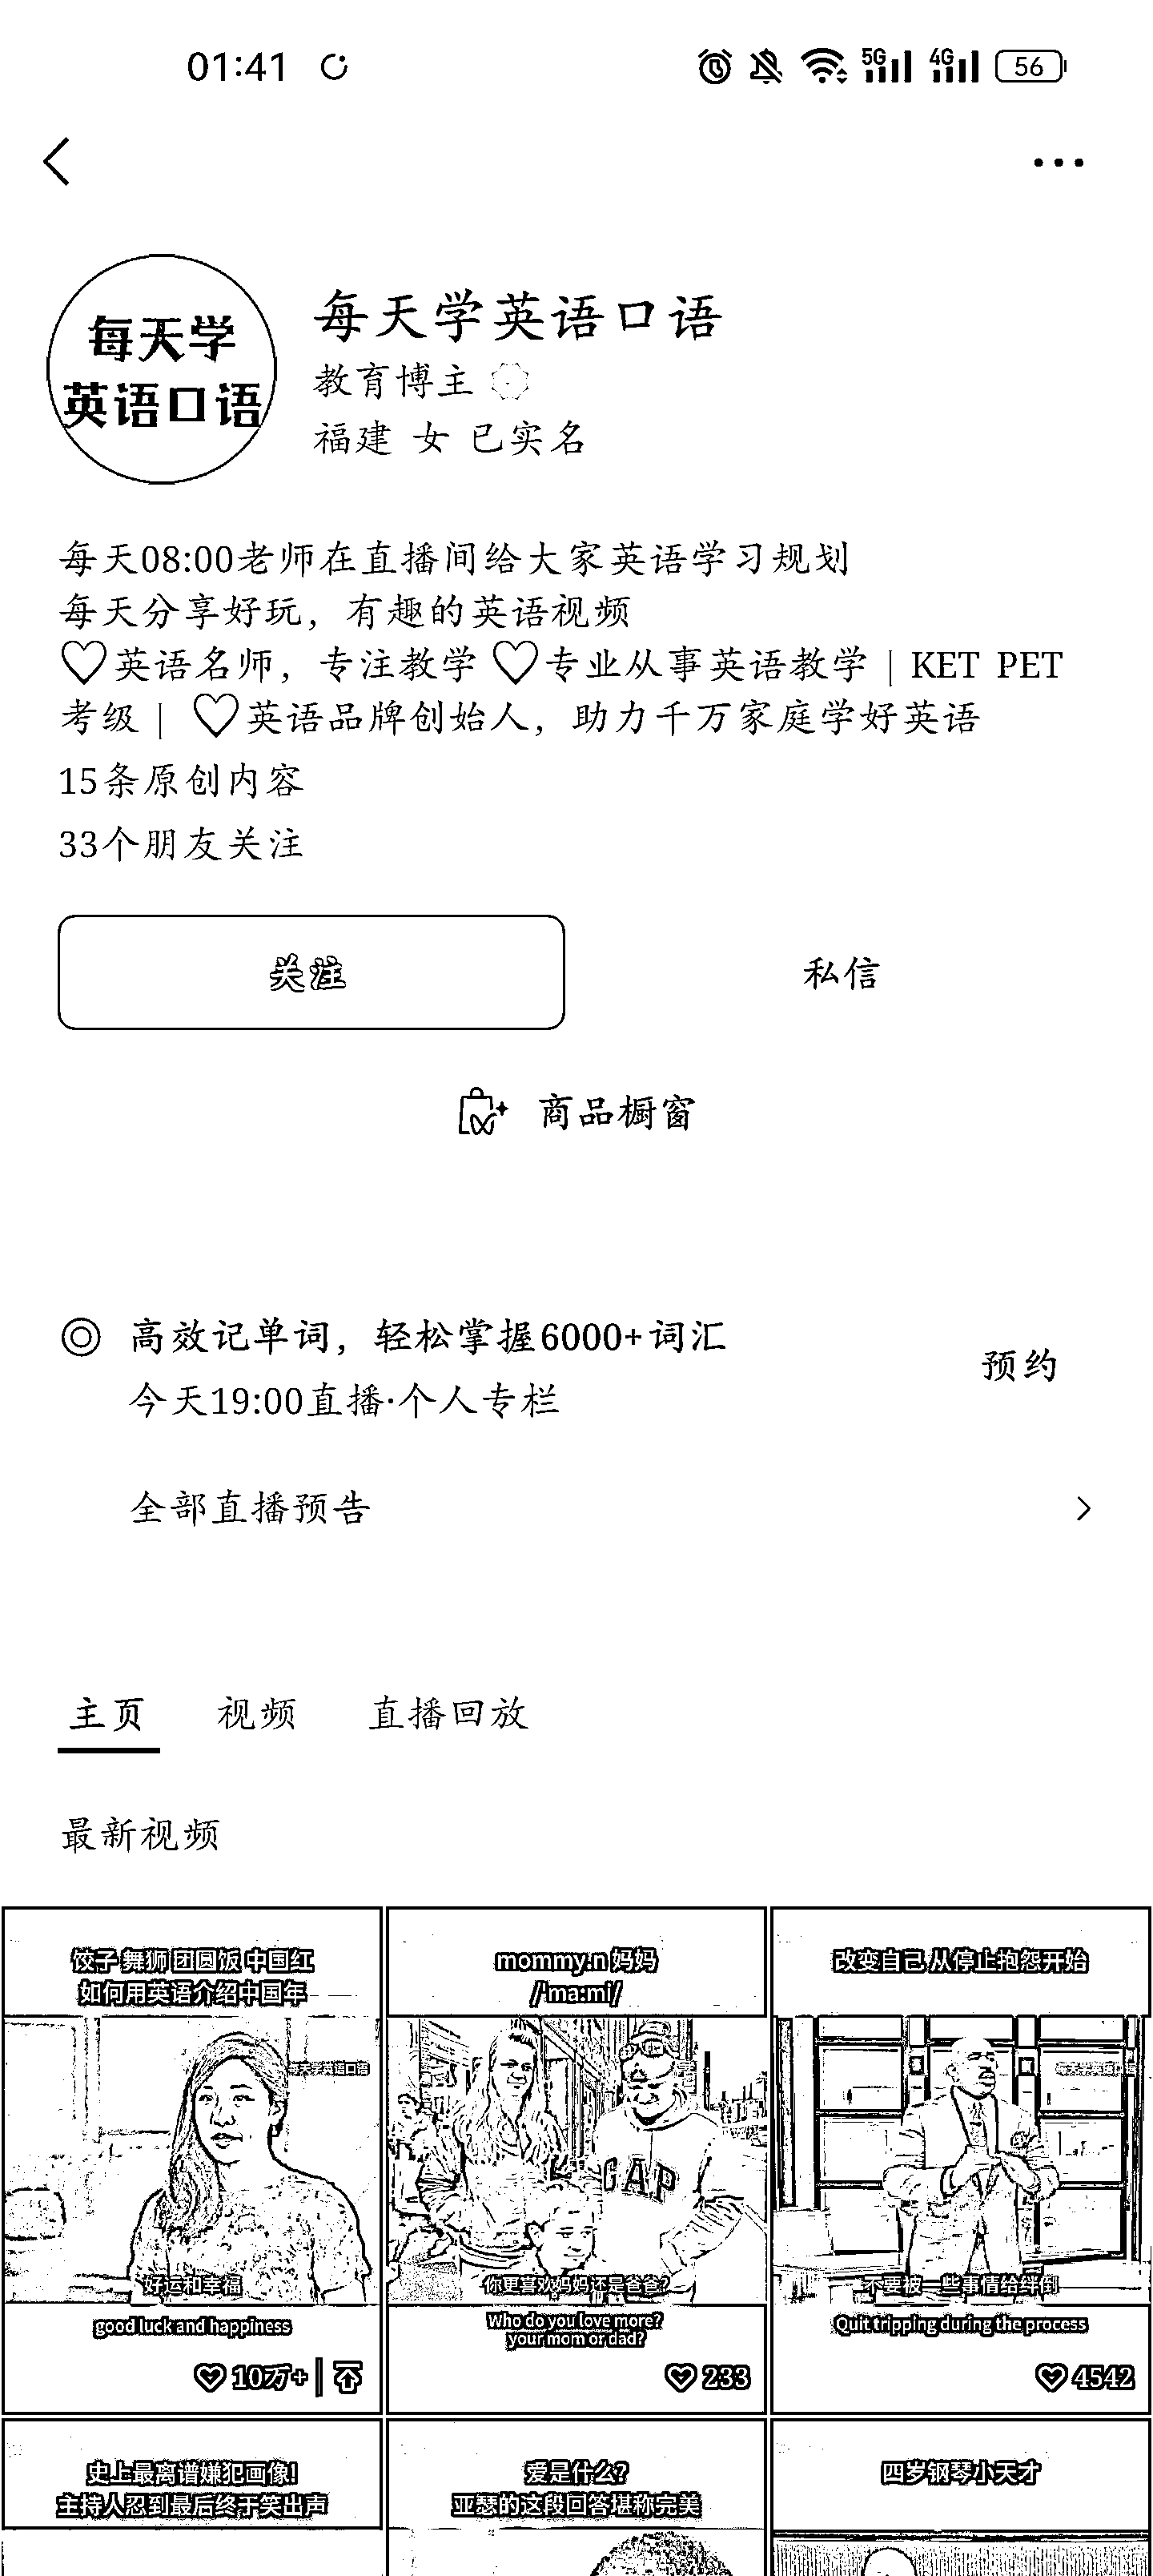 01:41
5G 4G 56
每天学
英语口语
每天学英语口语
教育博主
福建 女 已实名
每天08:00老师在直播间给大家英语学习规划
每天分享好玩，有趣的英语视频
♡英语名师，专注教学 ♡专业从事英语教学 | KET PET
考级 | ♡英语品牌创始人，助力千万家庭学好英语
15条原创内容
33个朋友关注
关注
私信
商品橱窗
高效记单词，轻松掌握6000+词汇
今天19:00直播·个人专栏
预约
全部直播预告
主页 视频 直播回放
最新视频
饺子 舞狮 团圆饭 中国红
如何用英语介绍中国年
每天学英语口语
好运和幸福
good luck and happiness
10万+
mommy.n 妈妈
/ˈmaːmi/
GAP
你更喜欢妈妈还是爸爸?
Who do you love more?
your mom or dad?
233
改变自己 从停止抱怨开始
每天学英语口语
不要被一些事情给绊倒
Quit tripping during the process
4542
史上最离谱嫌犯画像!
主持人忍到最后终于笑出声
爱是什么?
亚瑟的这段回答堪称完美
四岁钢琴小天才